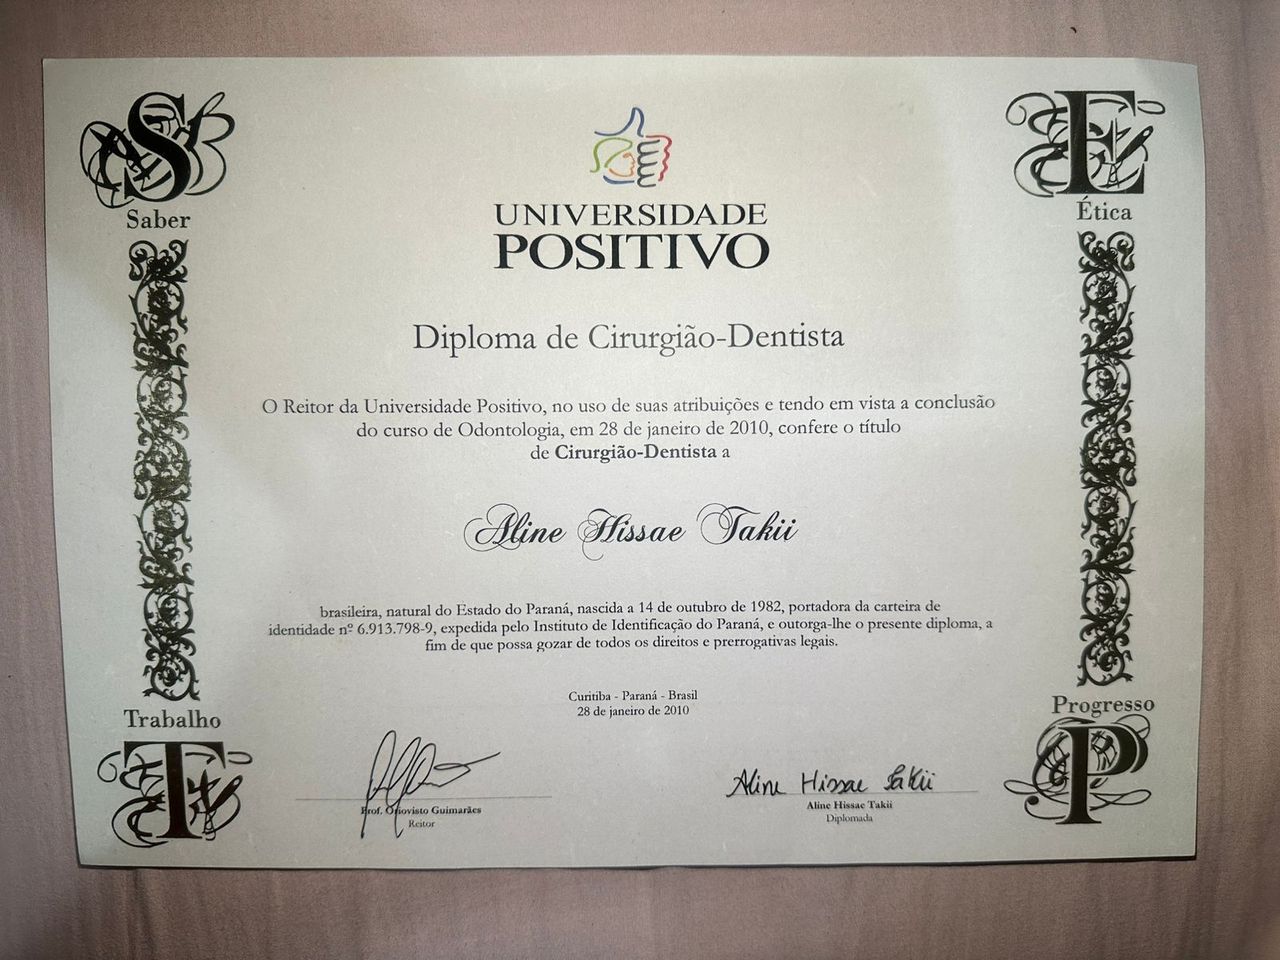 S
Saber
E
Ética
UNIVERSIDADE
POSITIVO
Diploma de Cirurgião-Dentista
O Reitor da Universidade Positivo, no uso de suas atribuições e tendo em vista a conclusão
do curso de Odontologia, em 28 de janeiro de 2010, confere o título
de Cirurgião-Dentista a
Aline Hissae Takii
brasileira, natural do Estado do Paraná, nascida a 14 de outubro de 1982, portadora da carteira de
identidade nº 6.913.798-9, expedida pelo Instituto de Identificação do Paraná, e outorga-lhe o presente diploma, a
fim de que possa gozar de todos os direitos e prerrogativas legais.
Curitiba - Paraná - Brasil
28 de janeiro de 2010
Trabalho
T
Progresso
P
Prof. Oriovisto Guimarães
Reitor
Aline Hissae Takii
Aline Hissae Takii
Diplomada